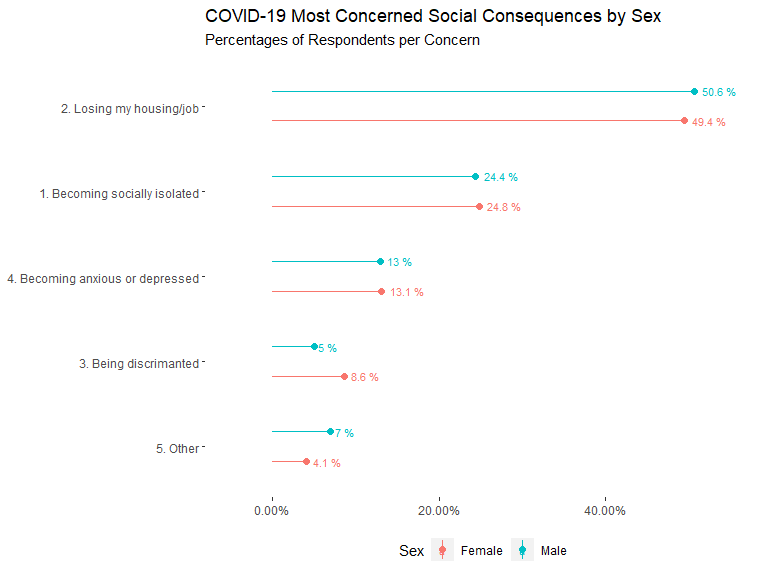 COVID-19 Most Concerned Social Consequences by Sex
Percentages of Respondents per Concern
50.6 %
2. Losing my housing/job
49.4 %
24.4 %
1. Becoming socially isolated
24.8 %
13 %
4. Becoming anxious or depressed
13.1 %
5 %
3. Being discrimanted
8.6 %
7 %
5. Other
4.1 %
0.00% 20.00% 40.00%
Sex Female Male